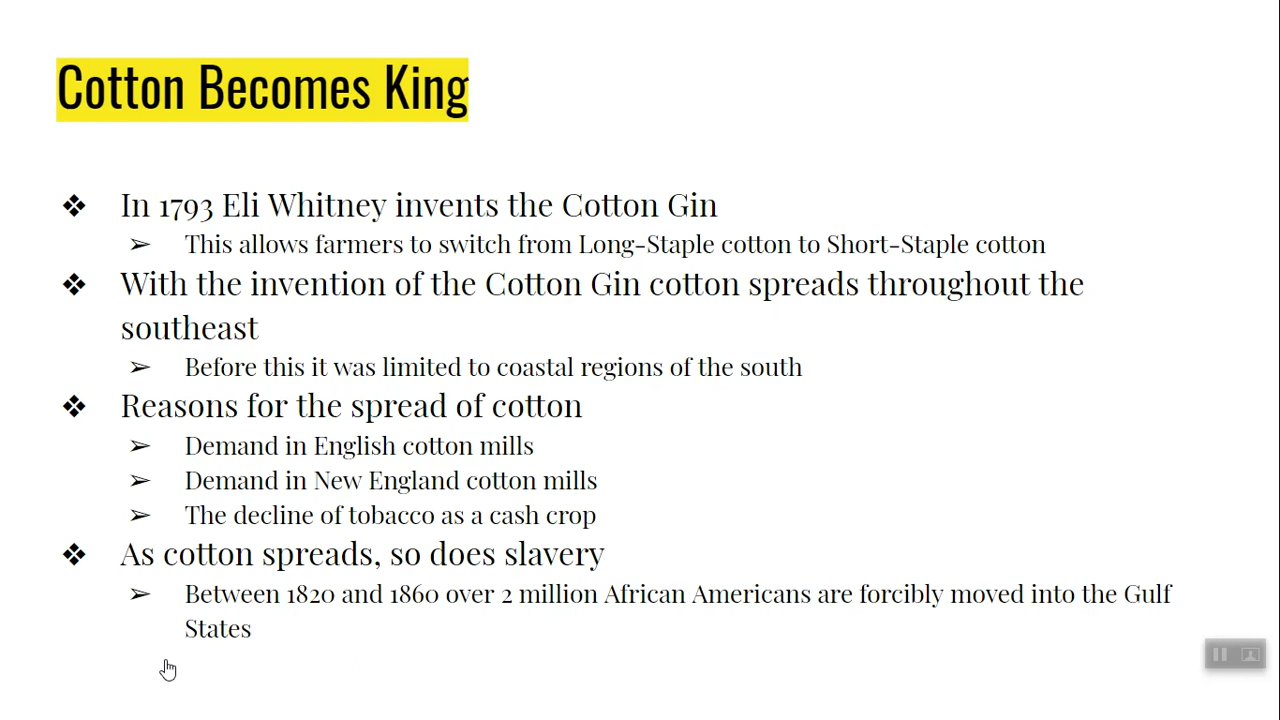 Cotton Becomes King
❖ In 1793 Eli Whitney invents the Cotton Gin
➢ This allows farmers to switch from Long-Staple cotton to Short-Staple cotton
❖ With the invention of the Cotton Gin cotton spreads throughout the
southeast
➢ Before this it was limited to coastal regions of the south
❖ Reasons for the spread of cotton
➢ Demand in English cotton mills
➢ Demand in New England cotton mills
➢ The decline of tobacco as a cash crop
❖ As cotton spreads, so does slavery
➢ Between 1820 and 1860 over 2 million African Americans are forcibly moved into the Gulf
States